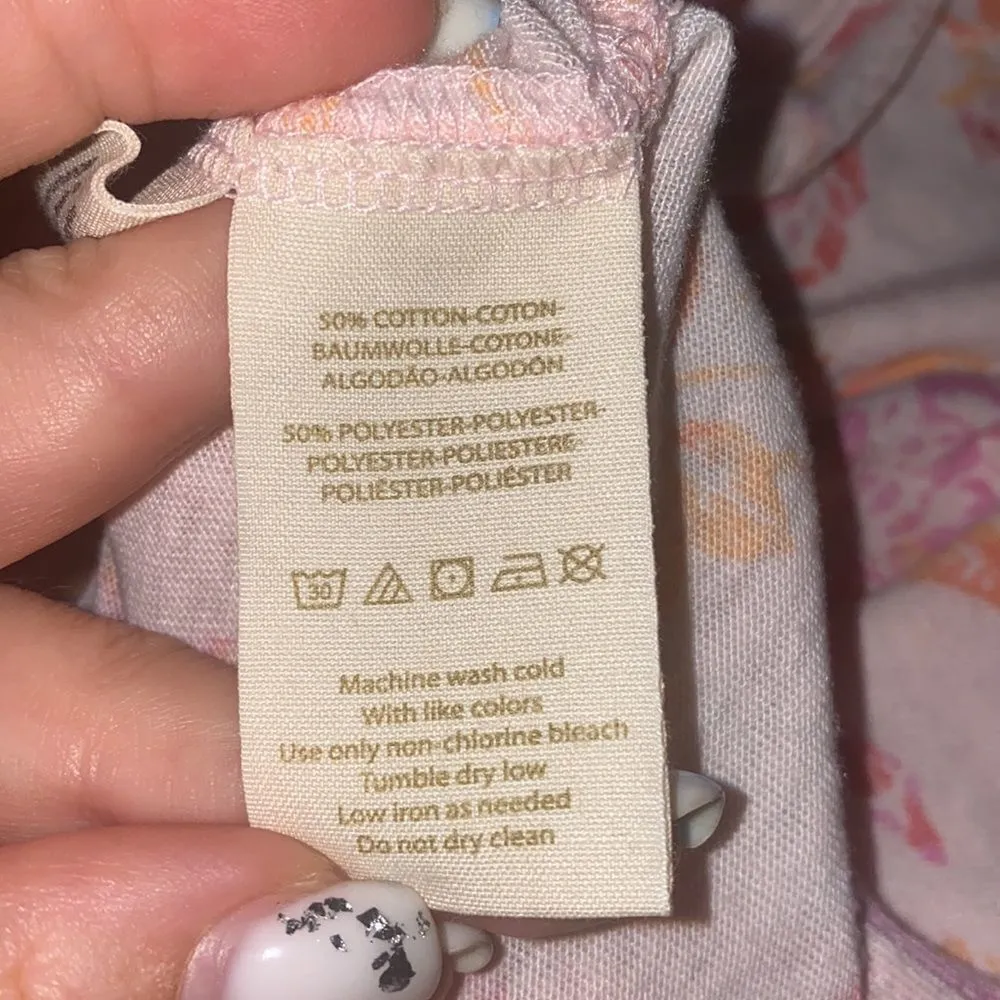 50% COTTON-COTON-
BAUMWOLLE-COTONE-
ALGODÃO-ALGODÓN
50% POLYESTER-POLYESTER-
POLYESTER-POLIESTERE-
POLIÉSTER-POLIÉSTER
30
Machine wash cold
With like colors
Use only non-chlorine bleach
Tumble dry low
Low iron as needed
Do not dry clean